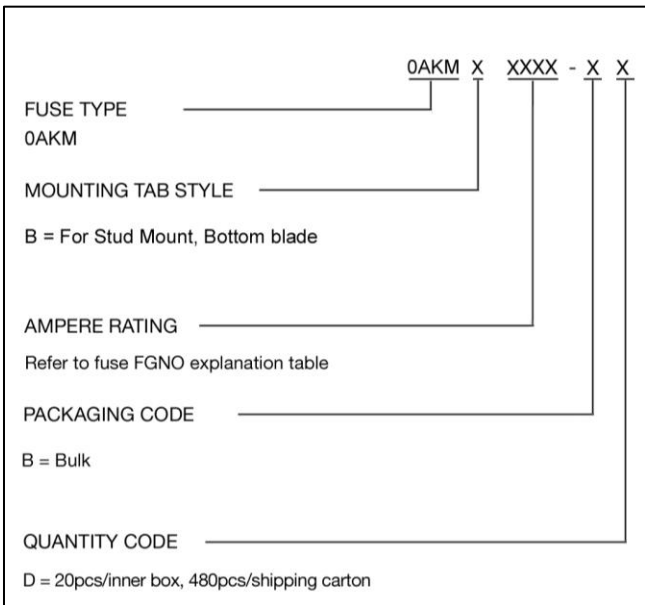 0AKM X XXXX - X X
FUSE TYPE
0AKM
MOUNTING TAB STYLE
B = For Stud Mount, Bottom blade
AMPERE RATING
Refer to fuse FGNO explanation table
PACKAGING CODE
B = Bulk
QUANTITY CODE
D = 20pcs/inner box, 480pcs/shipping carton